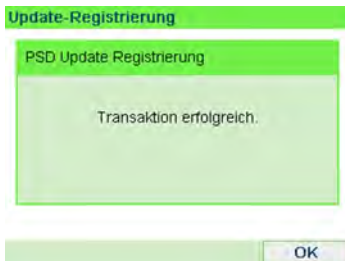 Update-Registrierung
PSD Update Registrierung
Transaktion erfolgreich.
OK